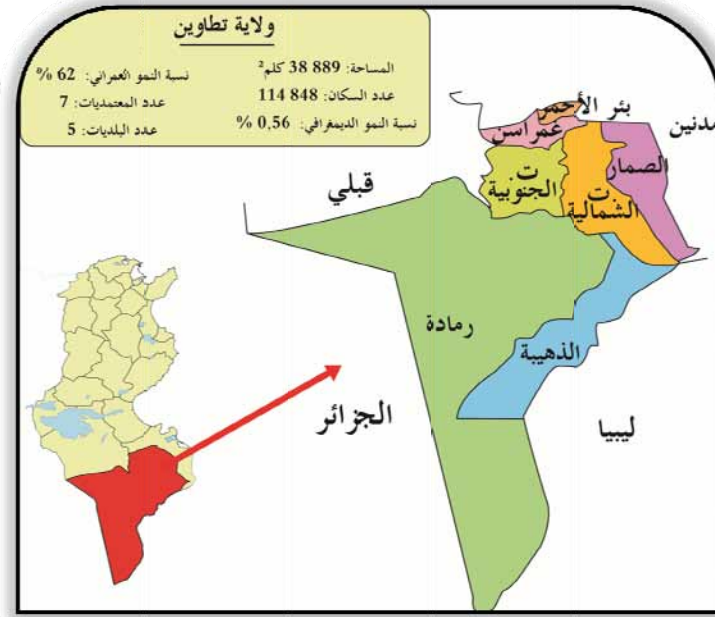 ولاية تطاوين
المساحة: 889 38 كلم²
نسبة النمو العمراني: 62 %
عدد السكان: 848 114
عدد المعتمديات: 7
نسبة النمو الديمغرافي: 0,56 %
عدد البلديات: 5
بئر الأحمر
مدنين
غمراسن
الصمار
ت الجنوبية
ت الشمالية
قبلي
رمادة
الذهيبة
الجزائر
ليبيا